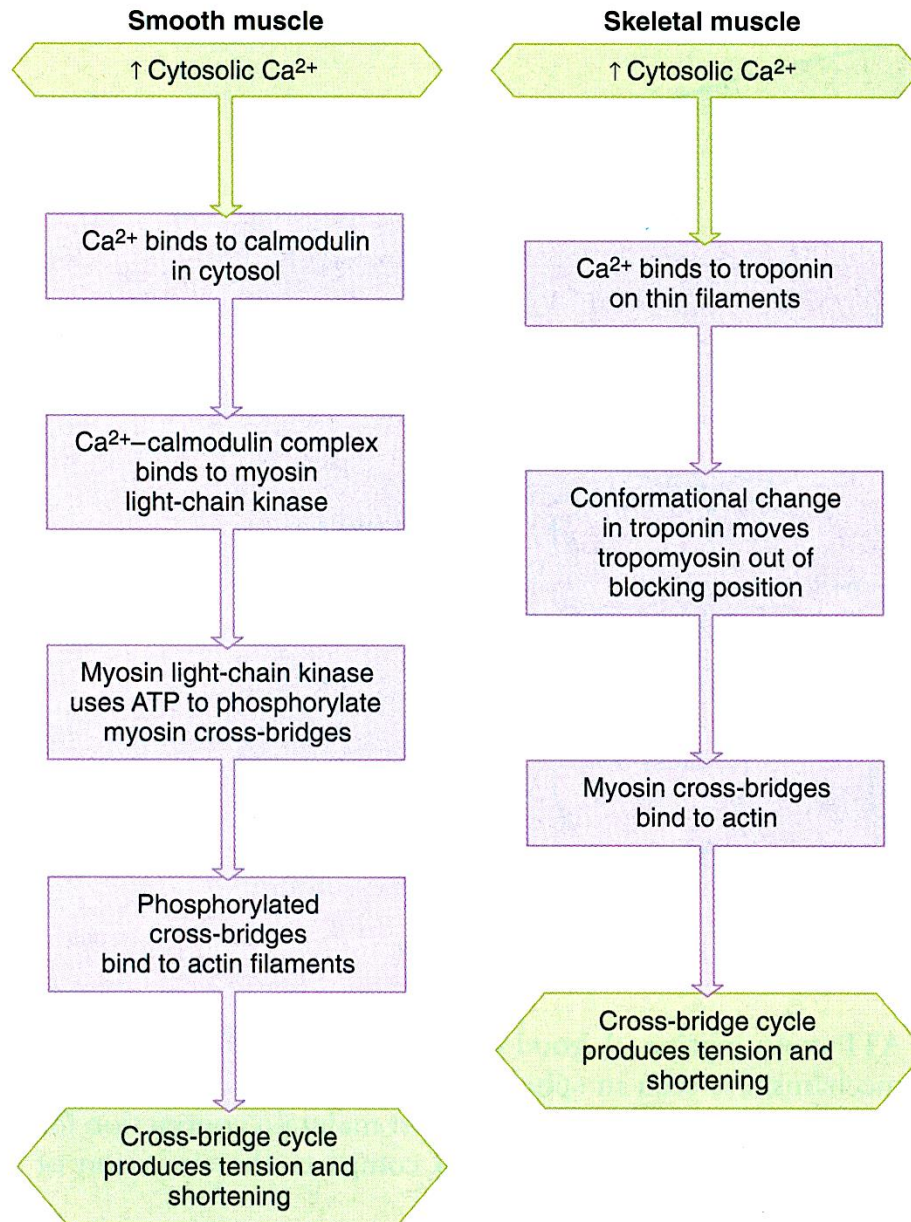 Smooth muscle
↑ Cytosolic Ca²⁺
Ca²⁺ binds to calmodulin
in cytosol
Ca²⁺–calmodulin complex
binds to myosin
light-chain kinase
Myosin light-chain kinase
uses ATP to phosphorylate
myosin cross-bridges
Phosphorylated
cross-bridges
bind to actin filaments
Cross-bridge cycle
produces tension and
shortening
Skeletal muscle
↑ Cytosolic Ca²⁺
Ca²⁺ binds to troponin
on thin filaments
Conformational change
in troponin moves
tropomyosin out of
blocking position
Myosin cross-bridges
bind to actin
Cross-bridge cycle
produces tension and
shortening